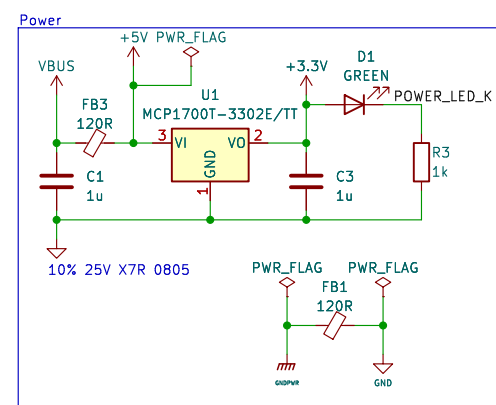 Power
+5V PWR_FLAG
VBUS
+3.3V
D1
GREEN
POWER_LED_K
FB3
120R
U1
MCP1700T-3302E/TT
3 VI
VO 2
GND
1
C1
1u
C3
1u
R3
1k
10% 25V X7R 0805
PWR_FLAG
PWR_FLAG
FB1
120R
GNDPWR
GND